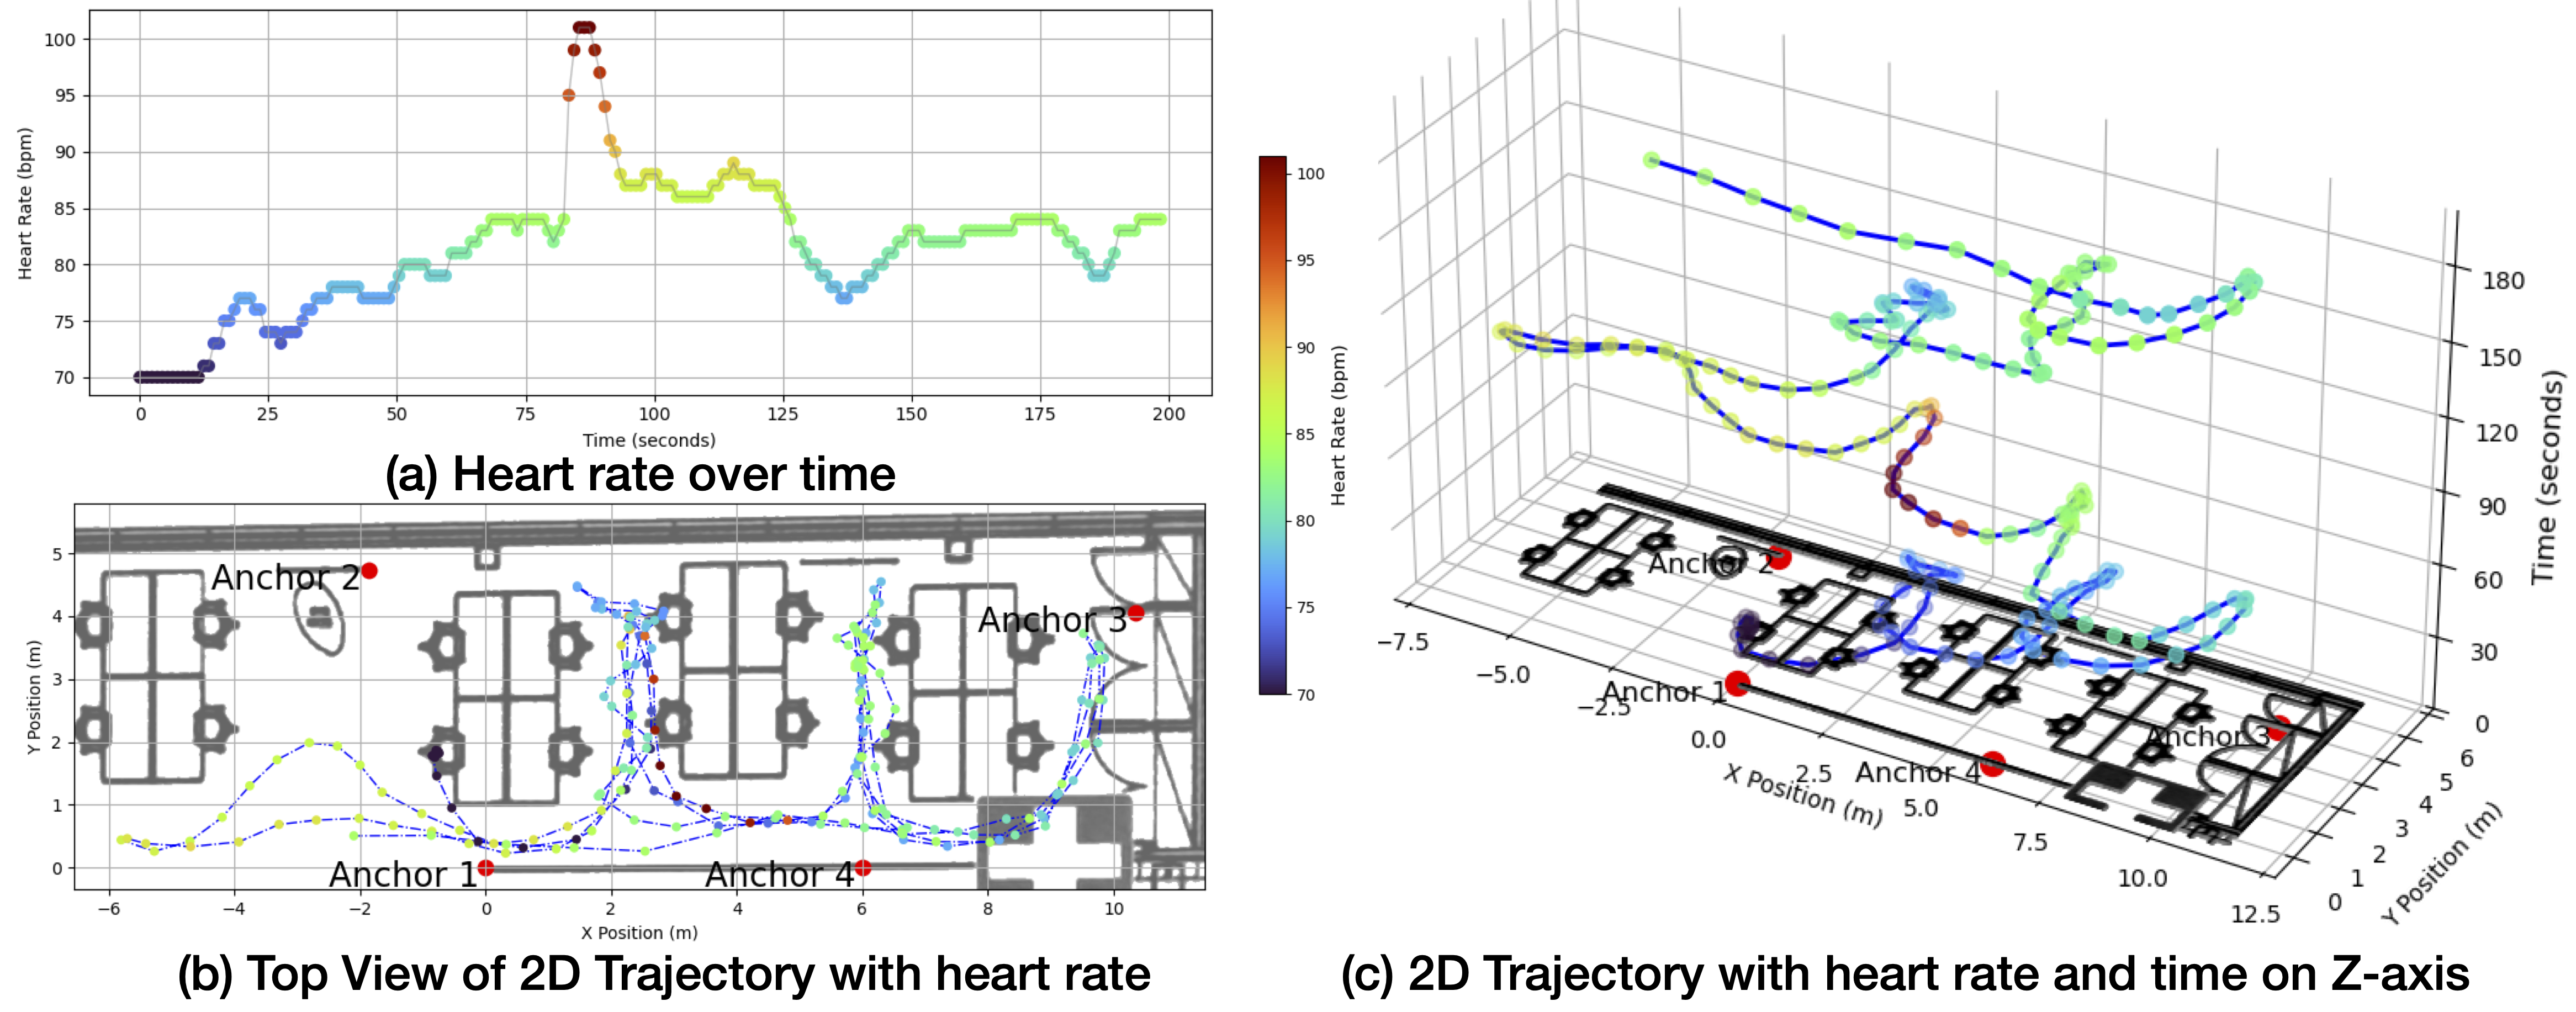 100
95
90
85
80
75
70
Heart Rate (bpm)
0 25 50 75 100 125 150 175 200
Time (seconds)
(a) Heart rate over time
5
4
3
2
1
0
Y Position (m)
Anchor 2
Anchor 3
Anchor 1
Anchor 4
−6 −4 −2 0 2 4 6 8 10
X Position (m)
(b) Top View of 2D Trajectory with heart rate
100
95
90
85
80
75
70
Heart Rate (bpm)
Anchor 2
Anchor 1
Anchor 4
Anchor 3
−7.5
−5.0
−2.5
0.0
2.5
5.0
7.5
10.0
12.5
X Position (m)
0
1
2
3
4
5
6
Y Position (m)
180
150
120
90
60
30
0
Time (seconds)
(c) 2D Trajectory with heart rate and time on Z-axis